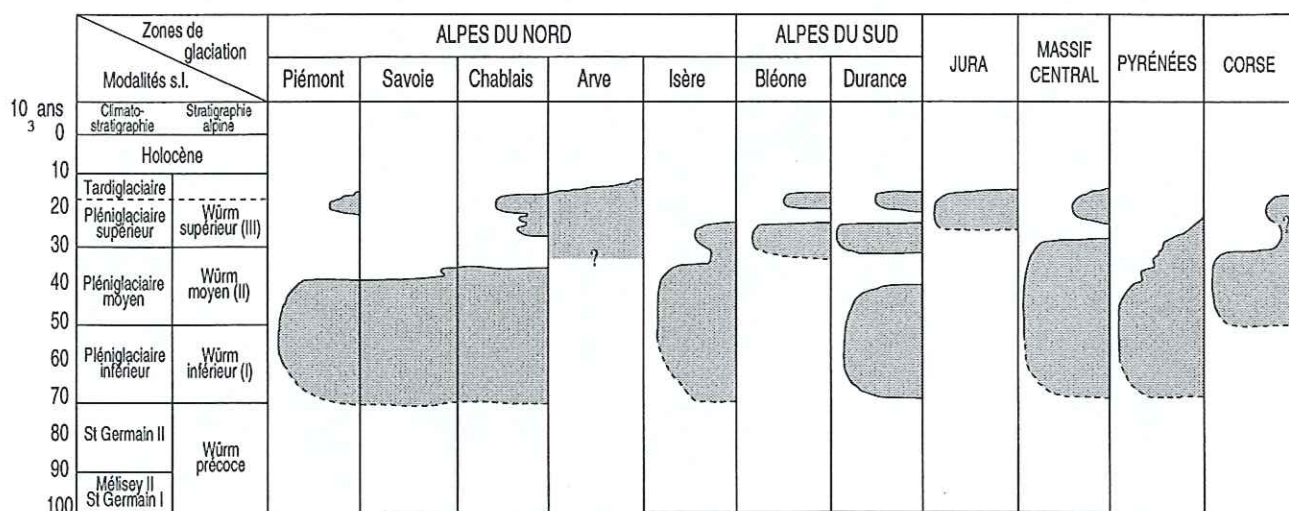 Zones de
glaciation
Modalités s.l.
ALPES DU NORD
ALPES DU SUD
JURA
MASSIF
CENTRAL
PYRÉNÉES
CORSE
Piémont
Savoie
Chablais
Arve
Isère
Bléone
Durance
10 ans
3
Climato-
stratigraphie
Stratigraphie
alpine
0
Holocène
10
Tardiglaciaire
20
Pléniglaciaire
supérieur
Würm
supérieur (III)
30
?
?
40
Pléniglaciaire
moyen
Würm
moyen (II)
50
60
Pléniglaciaire
inférieur
Würm
inférieur (I)
70
80
St Germain II
Würm
précoce
90
Mélisey II
St Germain I
100